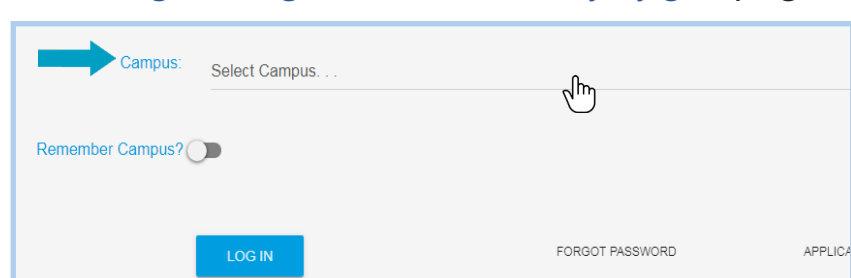 Campus:
Select Campus. . .
Remember Campus?
LOG IN FORGOT PASSWORD